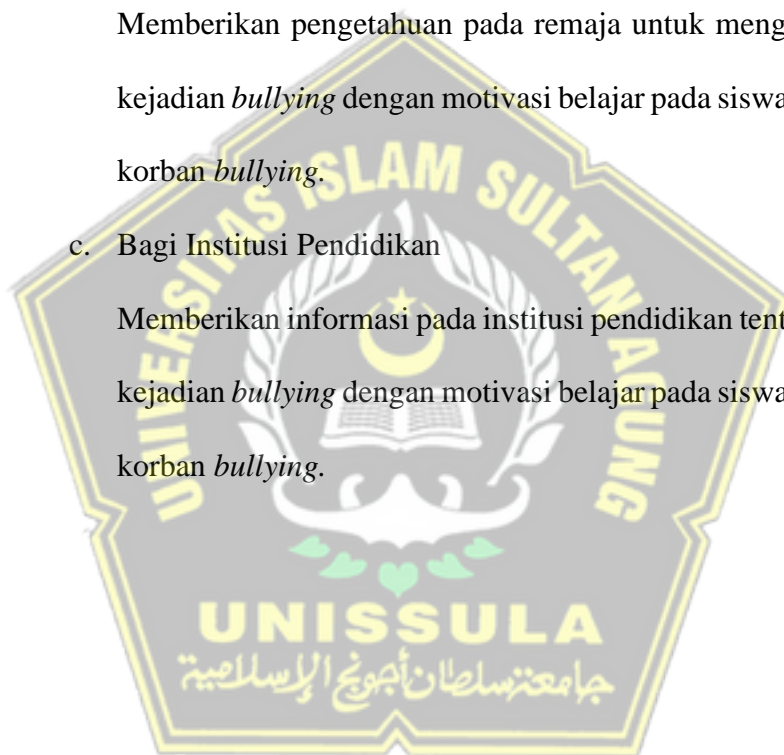 Memberikan pengetahuan pada remaja untuk meng
kejadian bullying dengan motivasi belajar pada siswa
korban bullying.
c. Bagi Institusi Pendidikan
Memberikan informasi pada institusi pendidikan tent
kejadian bullying dengan motivasi belajar pada siswa
korban bullying.
UNIVERSITAS ISLAM SULTAN AGUNG
UNISSULA
جامعة سلطان أجونج الإسلامية